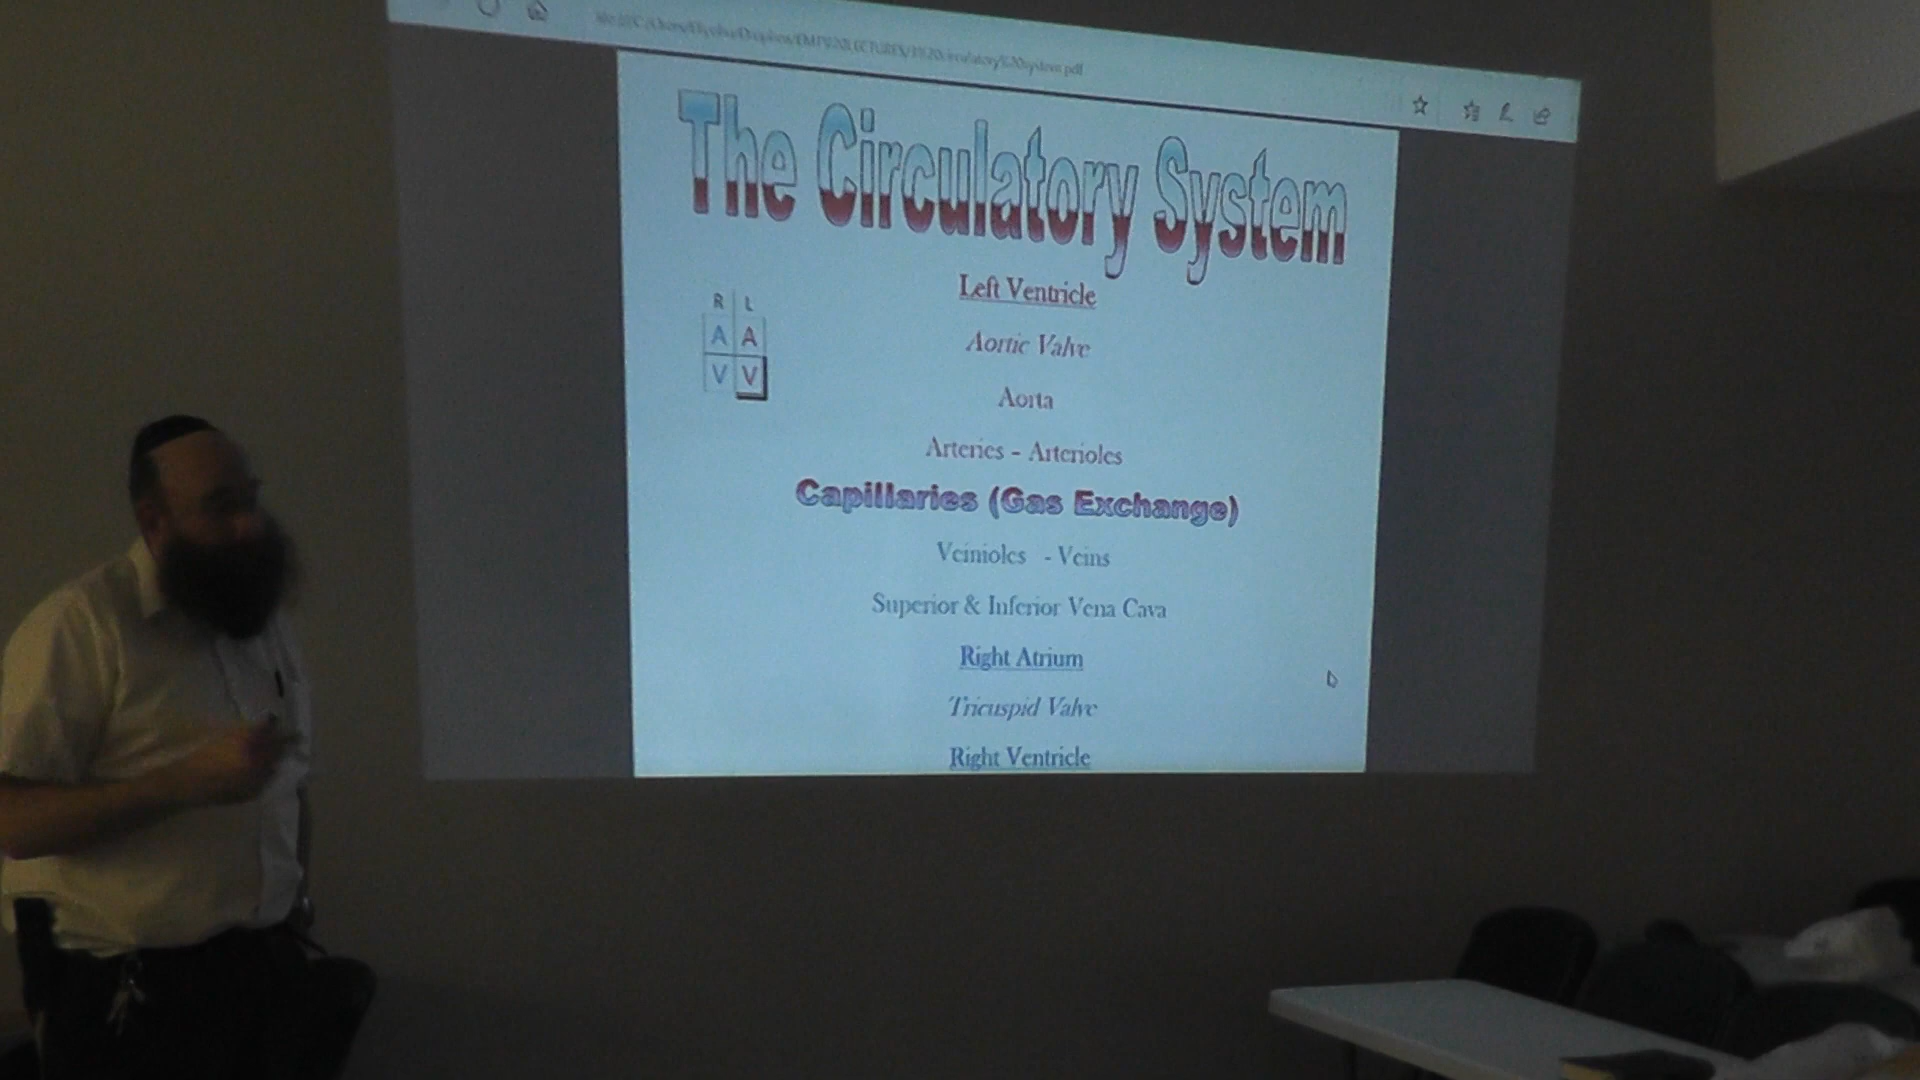 The Circulatory System
R L
A A
V V
Left Ventricle
Aortic Valve
Aorta
Arteries - Arterioles
Capillaries (Gas Exchange)
Veinioles - Veins
Superior & Inferior Vena Cava
Right Atrium
Tricuspid Valve
Right Ventricle